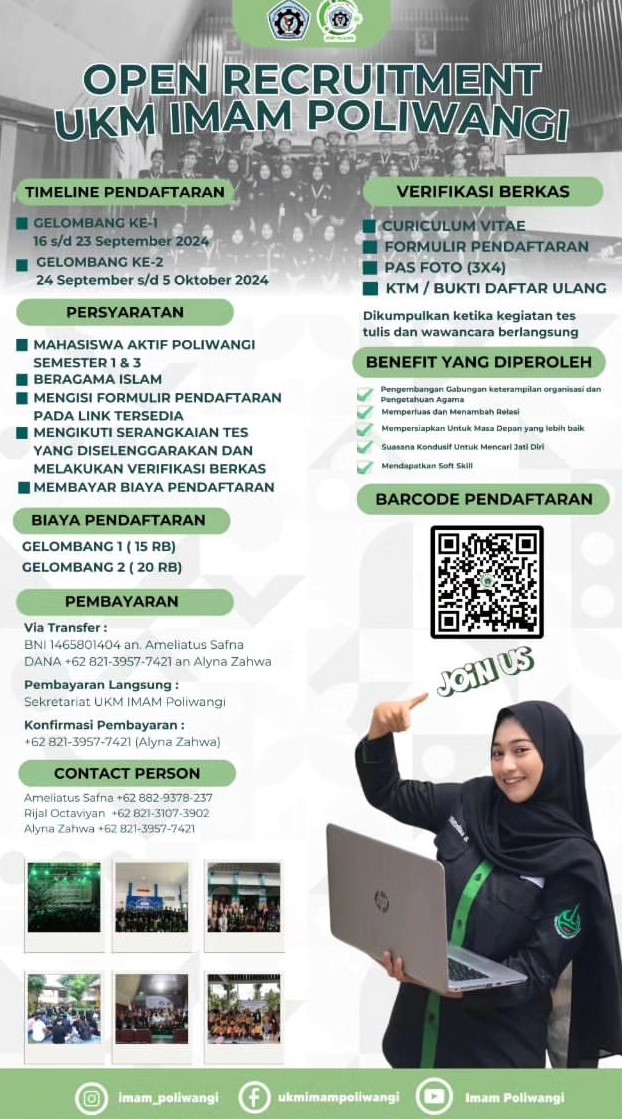 OPEN RECRUITMENT
UKM IMAM POLIWANGI
TIMELINE PENDAFTARAN
GELOMBANG KE-1
16 s/d 23 September 2024
GELOMBANG KE-2
24 September s/d 5 Oktober 2024
PERSYARATAN
MAHASISWA AKTIF POLIWANGI
SEMESTER 1 & 3
BERAGAMA ISLAM
MENGISI FORMULIR PENDAFTARAN
PADA LINK TERSEDIA
MENGIKUTI SERANGKAIAN TES
YANG DISELENGGARAKAN DAN
MELAKUKAN VERIFIKASI BERKAS
MEMBAYAR BIAYA PENDAFTARAN
BIAYA PENDAFTARAN
GELOMBANG 1 ( 15 RB)
GELOMBANG 2 ( 20 RB)
PEMBAYARAN
Via Transfer :
BNI 1465801404 an. Ameliatus Safna
DANA +62 821-3957-7421 an Alyna Zahwa
Pembayaran Langsung :
Sekretariat UKM IMAM Poliwangi
Konfirmasi Pembayaran :
+62 821-3957-7421 (Alyna Zahwa)
CONTACT PERSON
Ameliatus Safna +62 882-9378-237
Rijal Octaviyan +62 821-3107-3902
Alyna Zahwa +62 821-3957-7421
VERIFIKASI BERKAS
CURICULUM VITAE
FORMULIR PENDAFTARAN
PAS FOTO (3X4)
KTM / BUKTI DAFTAR ULANG
Dikumpulkan ketika kegiatan tes
tulis dan wawancara berlangsung
BENEFIT YANG DIPEROLEH
Pengembangan Gabungan keterampilan organisasi dan
Pengetahuan Agama
Memperluas dan Menambah Relasi
Mempersiapkan Untuk Masa Depan yang lebih baik
Suasana Kondusif Untuk Mencari Jati Diri
Mendapatkan Soft Skill
BARCODE PENDAFTARAN
JOIN US
hp
imam_poliwangi
ukmimampoliwangi
Imam Poliwangi